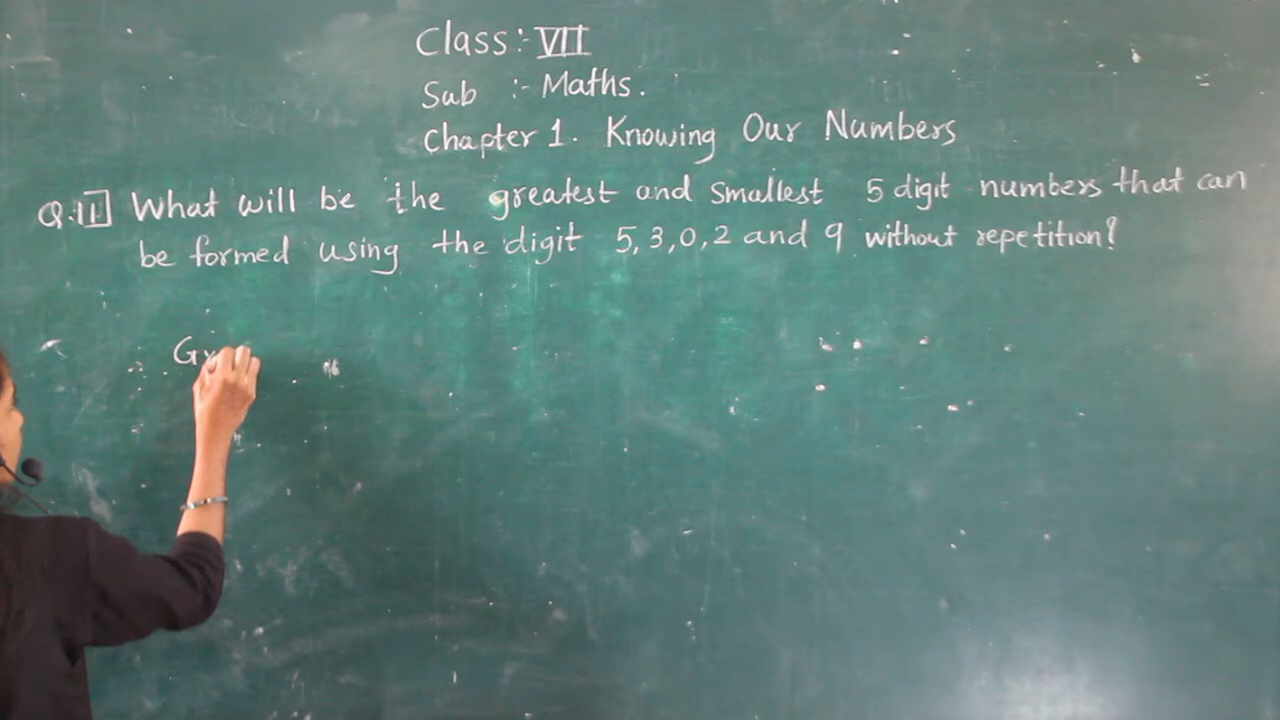 Class:- VII
Sub :- Maths.
Chapter 1. Knowing Our Numbers
Q.11] What will be the greatest and smallest 5 digit numbers that can
be formed using the digit 5, 3, 0, 2 and 9 without repetition?
Gr